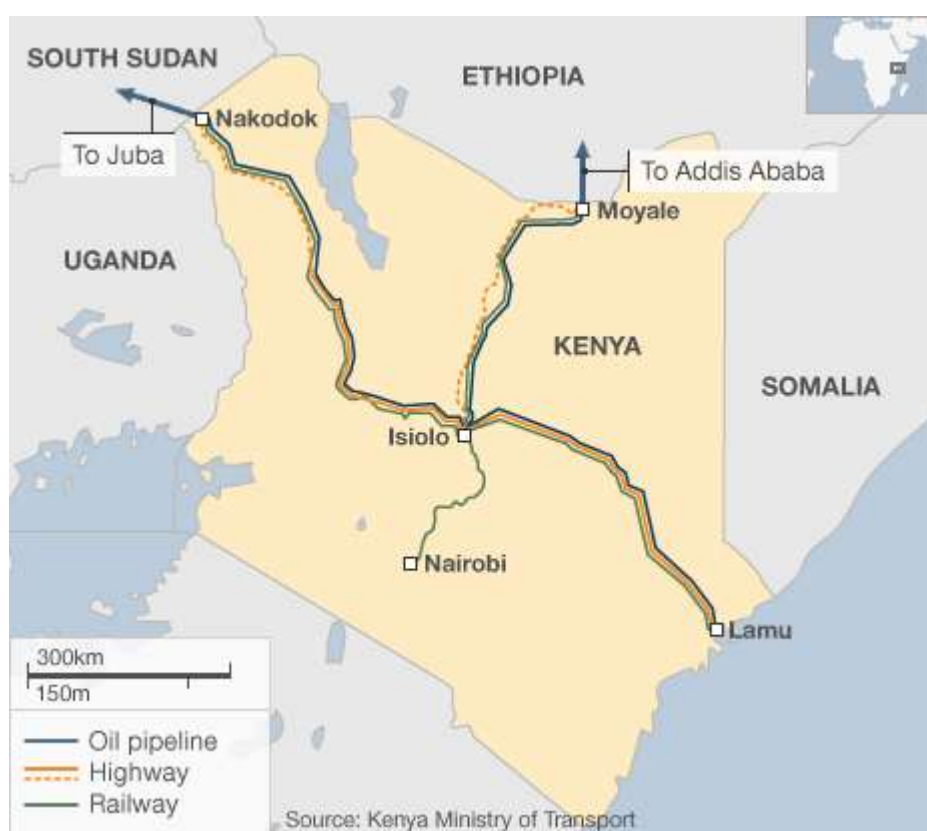 SOUTH SUDAN
ETHIOPIA
Nakodok
To Juba
To Addis Ababa
Moyale
UGANDA
KENYA
SOMALIA
Isiolo
Nairobi
Lamu
300km
150m
Oil pipeline
Highway
Railway
Source: Kenya Ministry of Transport